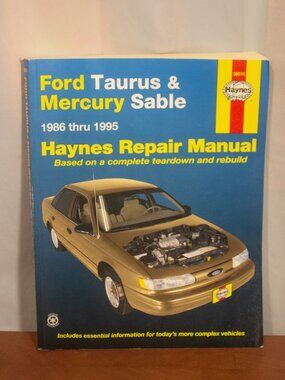 Ford Taurus &
Mercury Sable
1986 thru 1995
Haynes Repair Manual
Based on a complete teardown and rebuild
Haynes
Includes essential information for today's more complex vehicles